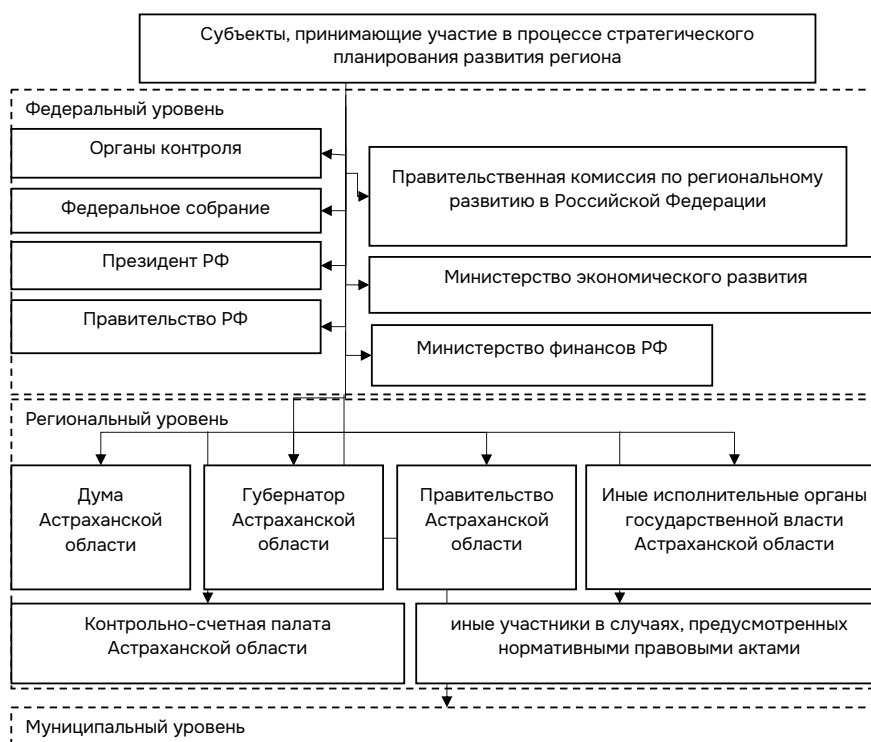 Субъекты, принимающие участие в процессе стратегического
планирования развития региона
Федеральный уровень
Органы контроля
Федеральное собрание
Президент РФ
Правительство РФ
Правительственная комиссия по региональному
развитию в Российской Федерации
Министерство экономического развития
Министерство финансов РФ
Региональный уровень
Дума
Астраханской
области
Губернатор
Астраханской
области
Правительство
Астраханской
области
Иные исполнительные органы
государственной власти
Астраханской области
Контрольно-счетная палата
Астраханской области
иные участники в случаях, предусмотренных
нормативными правовыми актами
Муниципальный уровень